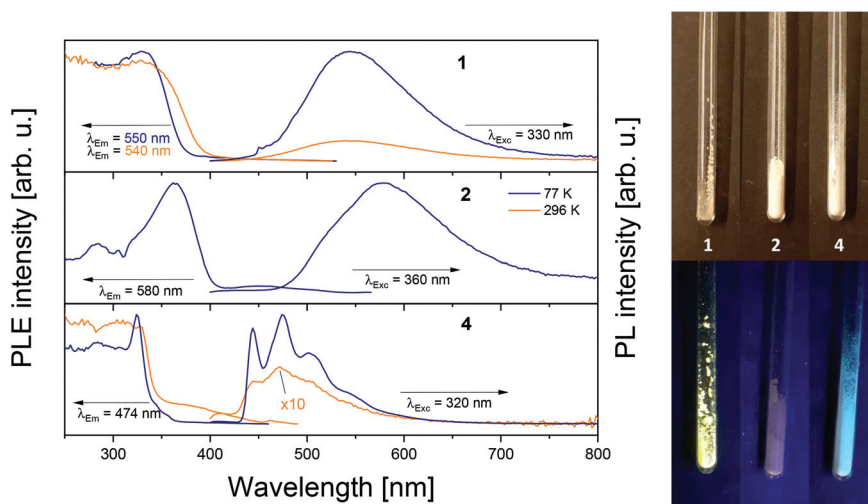 PLE intensity [arb. u.]
PL intensity [arb. u.]
1
λEm = 550 nm
λEm = 540 nm
λExc = 330 nm
2
77 K
296 K
λEm = 580 nm
λExc = 360 nm
4
x10
λEm = 474 nm
λExc = 320 nm
300 400 500 600 700 800
Wavelength [nm]
1 2 4